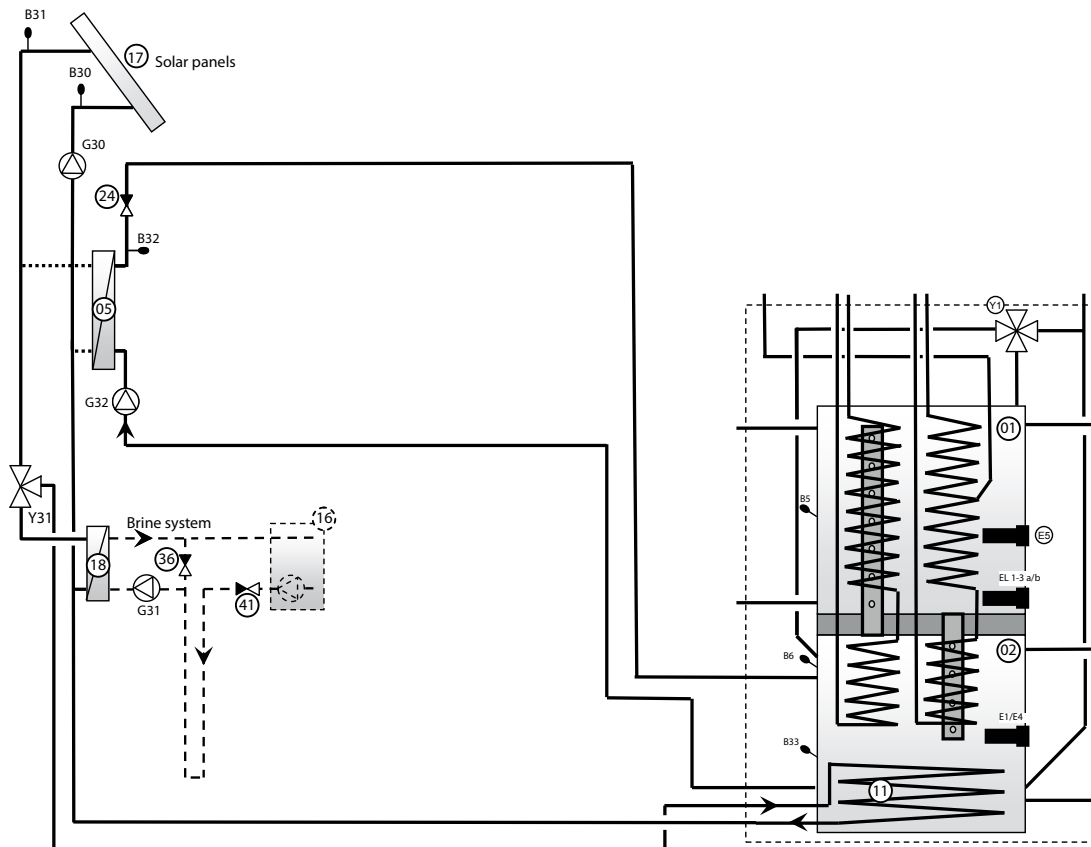 B31
17
Solar panels
B30
G30
24
B32
05
G32
Y1
01
B5
E5
Y31
Brine system
16
36
18
G31
41
EL 1-3 a/b
02
B6
E1/E4
B33
11